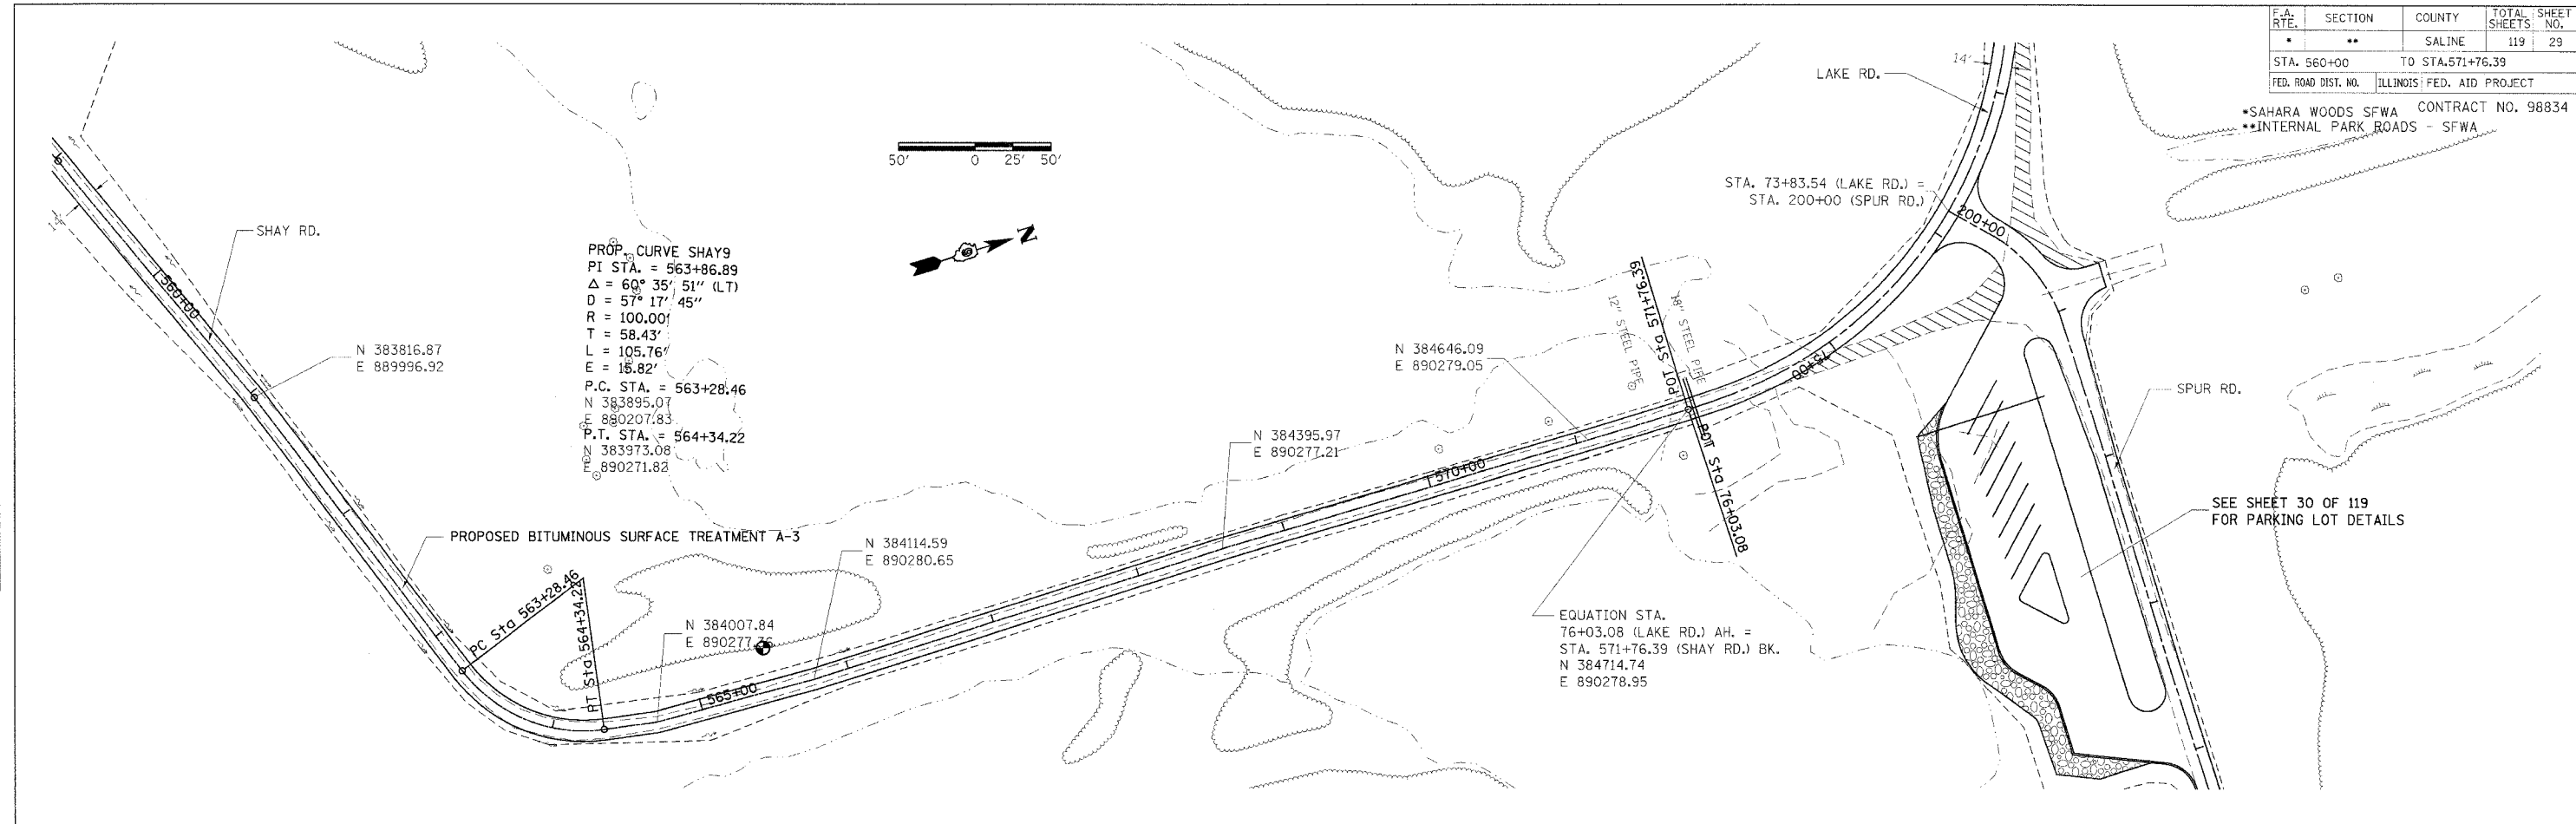 F.A. RTE. SECTION COUNTY TOTAL SHEETS SHEET NO.
* ** SALINE 119 29
STA. 560+00 TO STA.571+76.39
FED. ROAD DIST. NO. ILLINOIS FED. AID PROJECT
*SAHARA WOODS SFWA CONTRACT NO. 98834
**INTERNAL PARK ROADS - SFWA
14'
LAKE RD.
50' 0 25' 50'
N
STA. 73+83.54 (LAKE RD.) =
STA. 200+00 (SPUR RD.)
200+00
SHAY RD.
560+00
PROP. CURVE SHAY9
PI STA. = 563+86.89
Δ = 60° 35' 51" (LT)
D = 57° 17' 45"
R = 100.00'
T = 58.43'
L = 105.76'
E = 15.82'
P.C. STA. = 563+28.46
N 383895.07
E 890207.83
P.T. STA. = 564+34.22
N 383973.08
E 890271.82
N 383816.87
E 889996.92
POT Sta 571+76.39
12" STEEL PIPE
18" STEEL PIPE
N 384646.09
E 890279.05
75+00
SPUR RD.
N 384395.97
E 890277.21
570+00
POT Sta 76+03.08
SEE SHEET 30 OF 119
FOR PARKING LOT DETAILS
PROPOSED BITUMINOUS SURFACE TREATMENT A-3
N 384114.59
E 890280.65
PC Sta 563+28.46
PT Sta 564+34.22
N 384007.84
E 890277.76
565+00
EQUATION STA.
76+03.08 (LAKE RD.) AH. =
STA. 571+76.39 (SHAY RD.) BK.
N 384714.74
E 890278.95